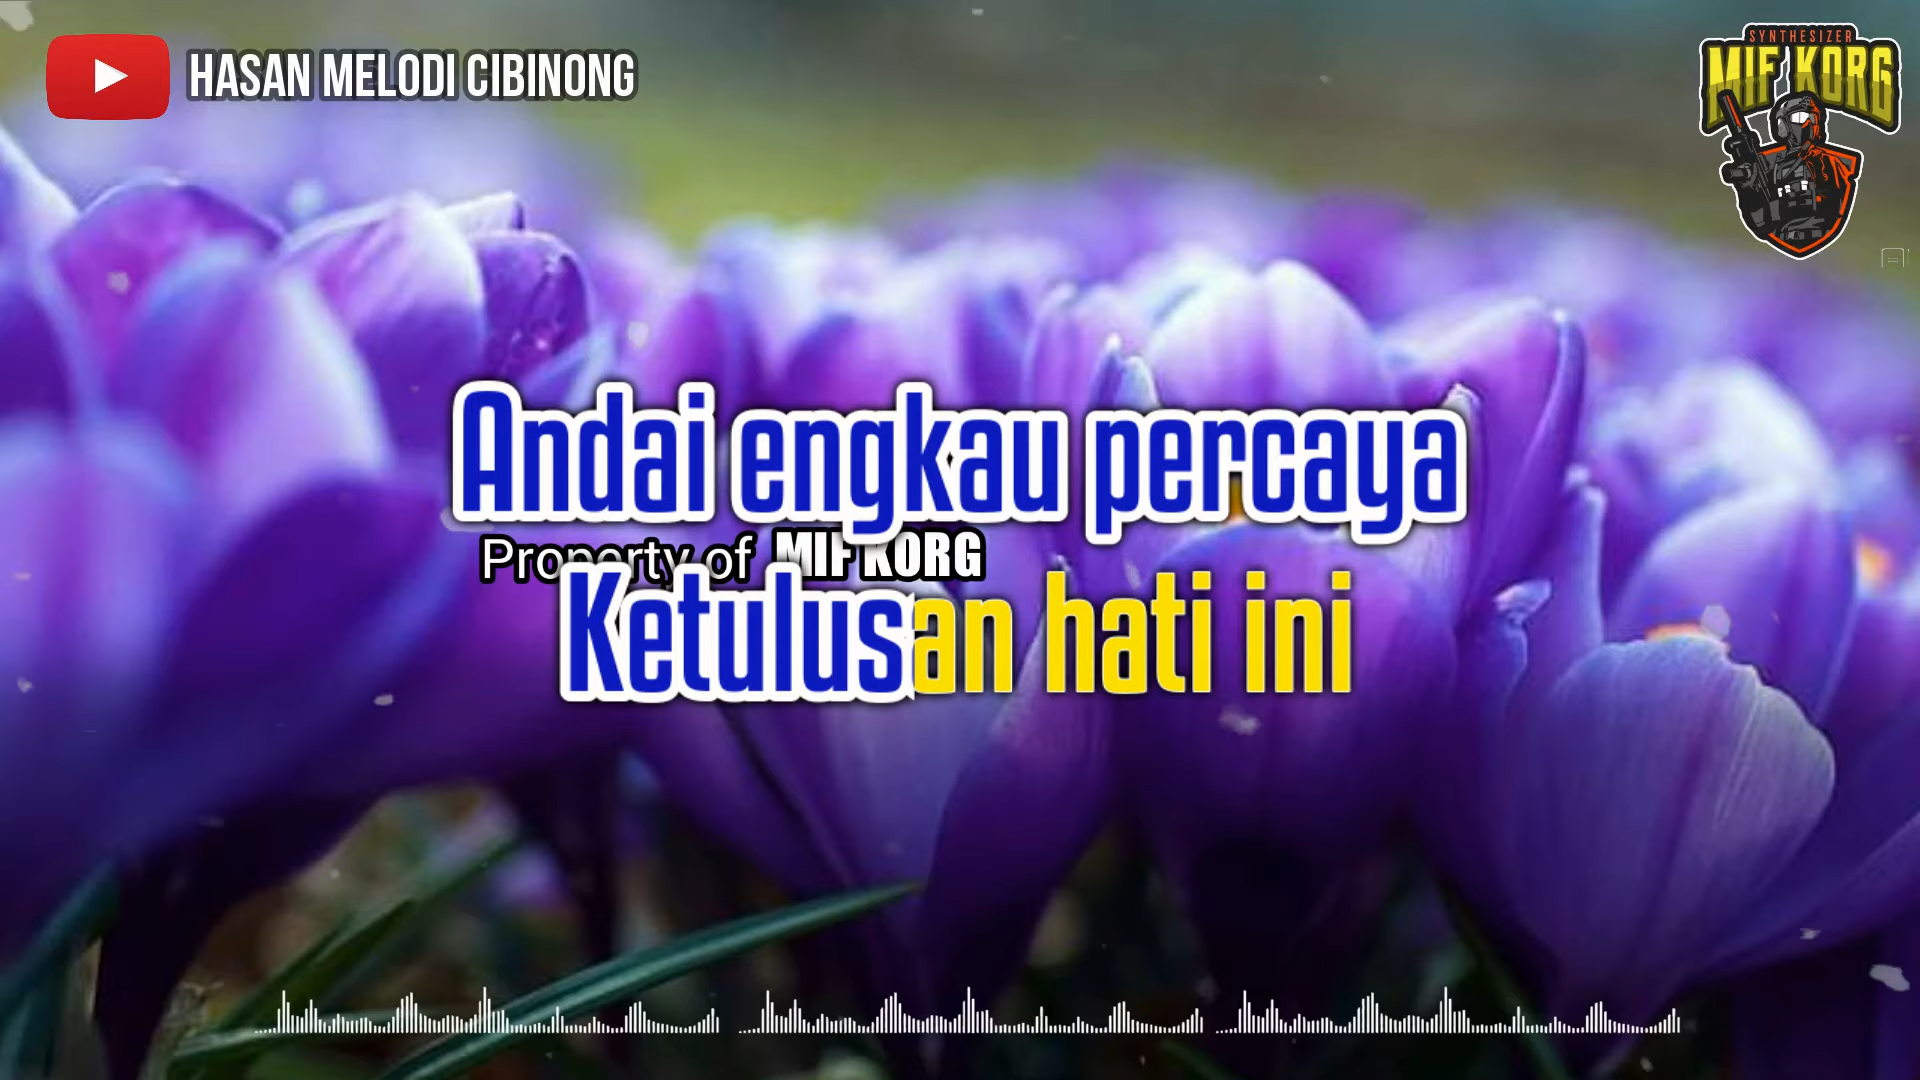 HASAN MELODI CIBINONG
SYNTHESIZER
MIF KORG
Andai engkau percaya
Property of MIF KORG
Ketulusan hati ini